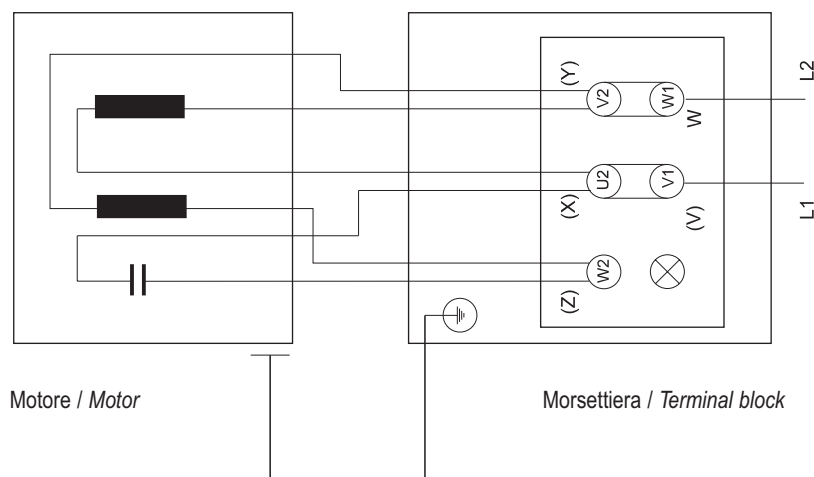 (Y)
V2
W1
W
L2
(X)
U2
V1
(V)
L1
(Z)
W2
Motore / Motor
Morsettiera / Terminal block